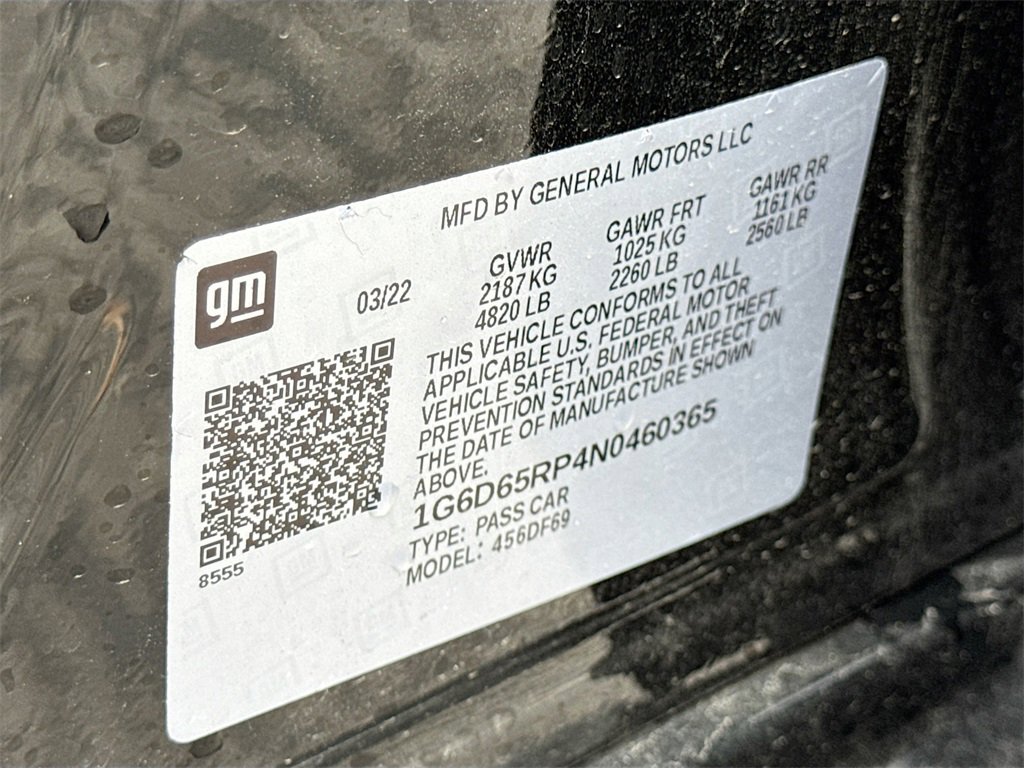 MFD BY GENERAL MOTORS LLC
gm
03/22
GVWR
2187 KG
4820 LB
GAWR FRT
1025 KG
2260 LB
GAWR RR
1161 KG
2560 LB
THIS VEHICLE CONFORMS TO ALL
APPLICABLE U.S. FEDERAL MOTOR
VEHICLE SAFETY, BUMPER, AND THEFT
PREVENTION STANDARDS IN EFFECT ON
THE DATE OF MANUFACTURE SHOWN
ABOVE.
1G6D65RP4N0460365
TYPE: PASS CAR
MODEL: 456DF69
8555